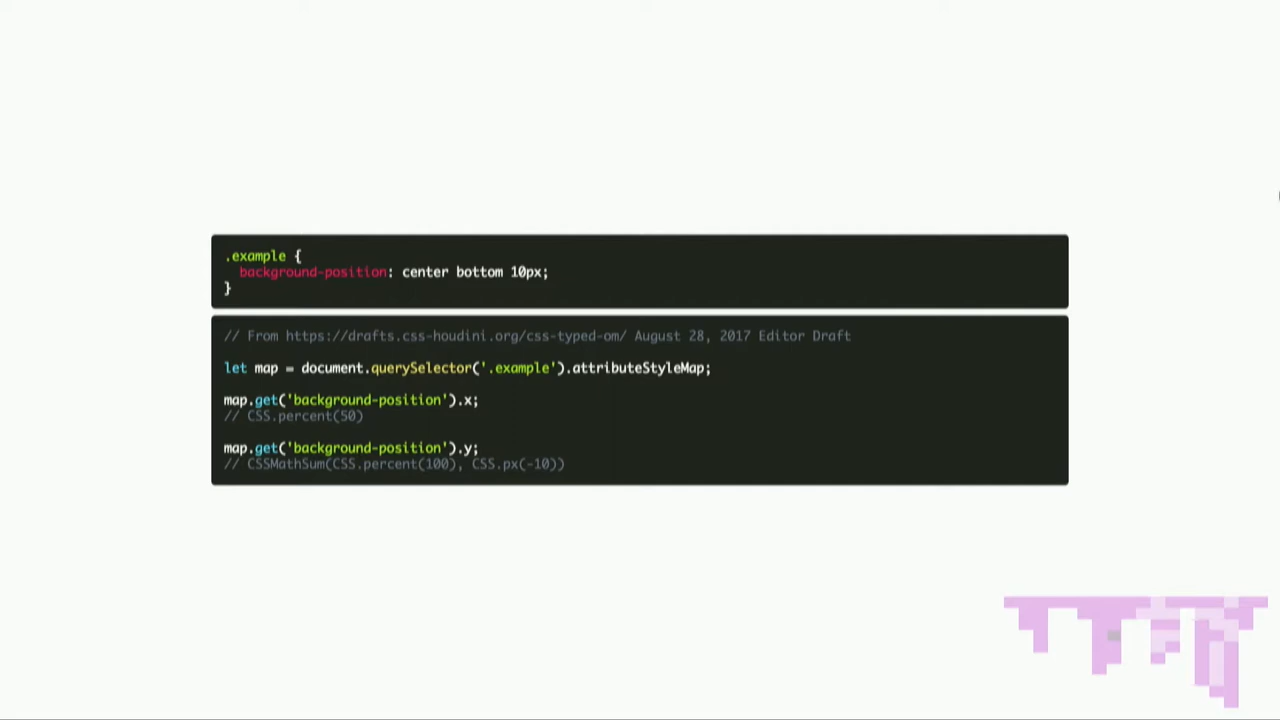 .example {
  background-position: center bottom 10px;
}
// From https://drafts.css-houdini.org/css-typed-om/ August 28, 2017 Editor Draft
let map = document.querySelector('.example').attributeStyleMap;
map.get('background-position').x;
// CSS.percent(50)
map.get('background-position').y;
// CSSMathSum(CSS.percent(100), CSS.px(-10))